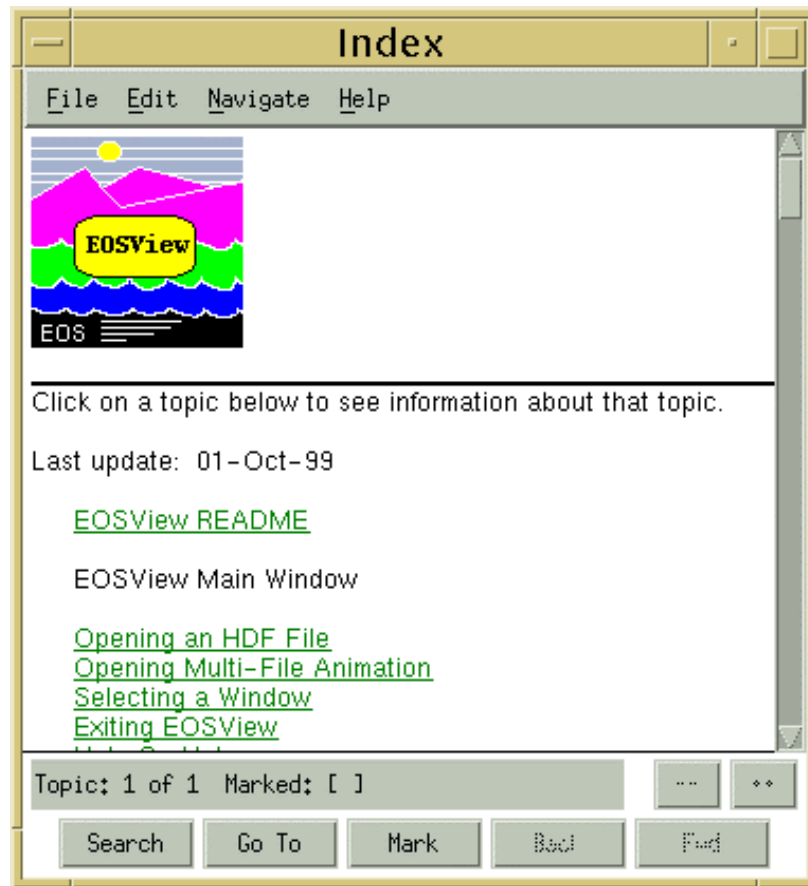 Index
File Edit Navigate Help
EOSView
EOS
Click on a topic below to see information about that topic.
Last update: 01-Oct-99
EOSView README
EOSView Main Window
Opening an HDF File
Opening Multi-File Animation
Selecting a Window
Exiting EOSView
Topic: 1 of 1 Marked: [ ]
Search Go To Mark Back Fwd